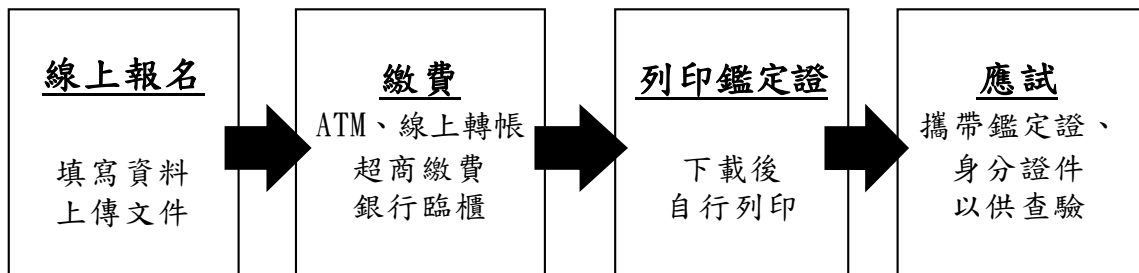 線上報名
填寫資料
上傳文件
繳費
ATM、線上轉帳
超商繳費
銀行臨櫃
列印鑑定證
下載後
自行列印
應試
攜帶鑑定證、
身分證件
以供查驗